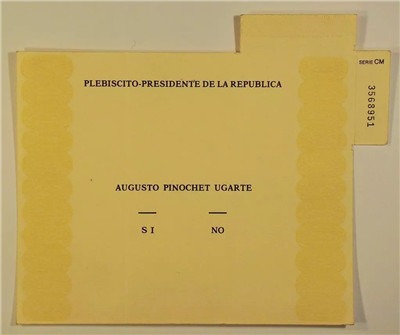 SERIE CM
3568951
PLEBISCITO-PRESIDENTE DE LA REPUBLICA
AUGUSTO PINOCHET UGARTE
SI NO